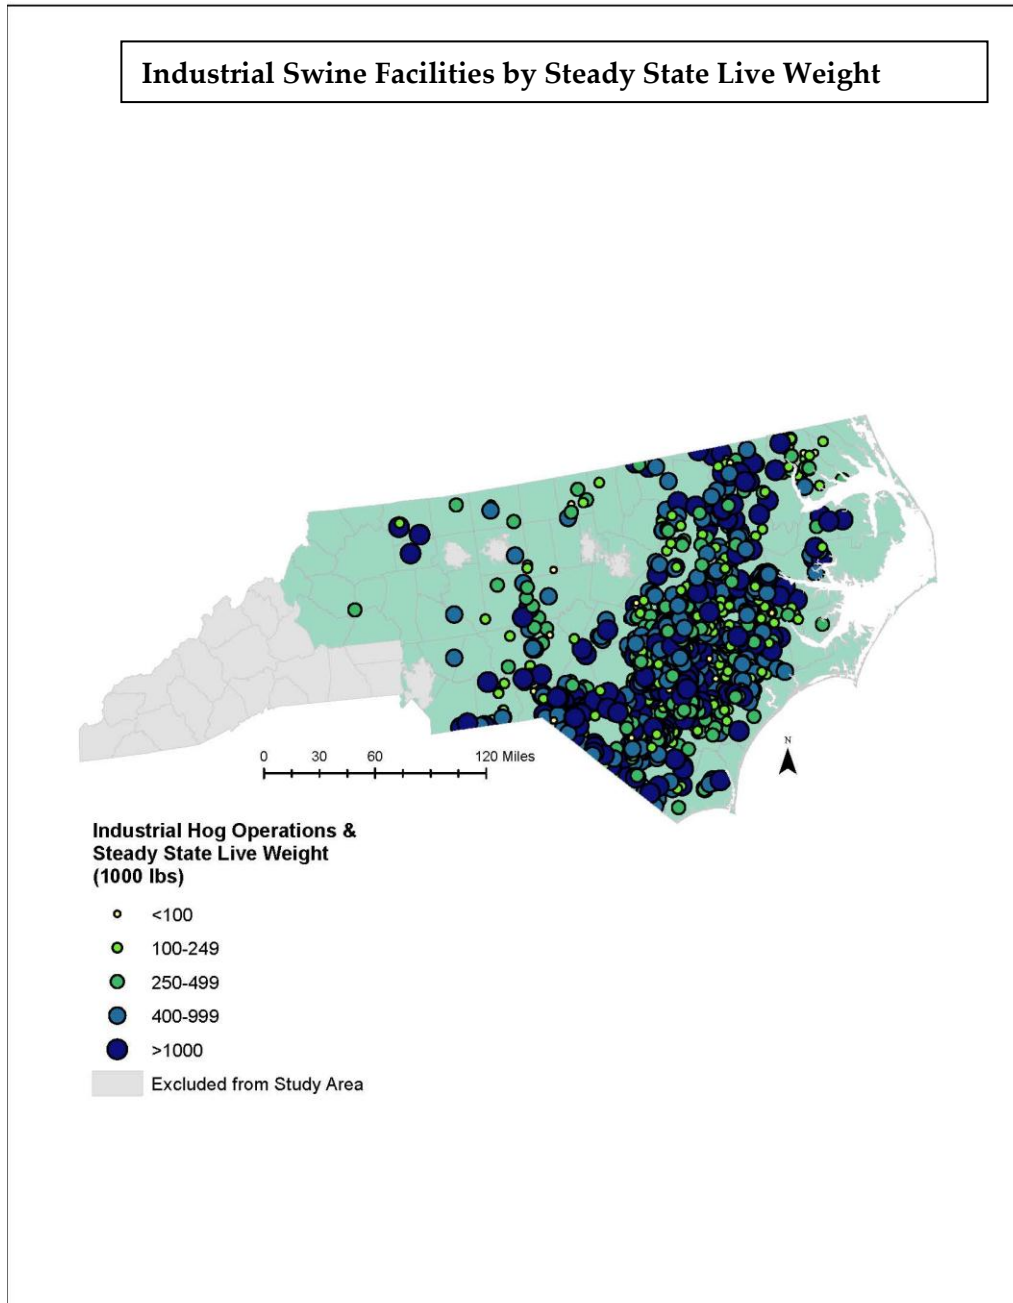 Industrial Swine Facilities by Steady State Live Weight
N
0 30 60 120 Miles
Industrial Hog Operations &
Steady State Live Weight
(1000 lbs)
<100
100-249
250-499
400-999
>1000
Excluded from Study Area